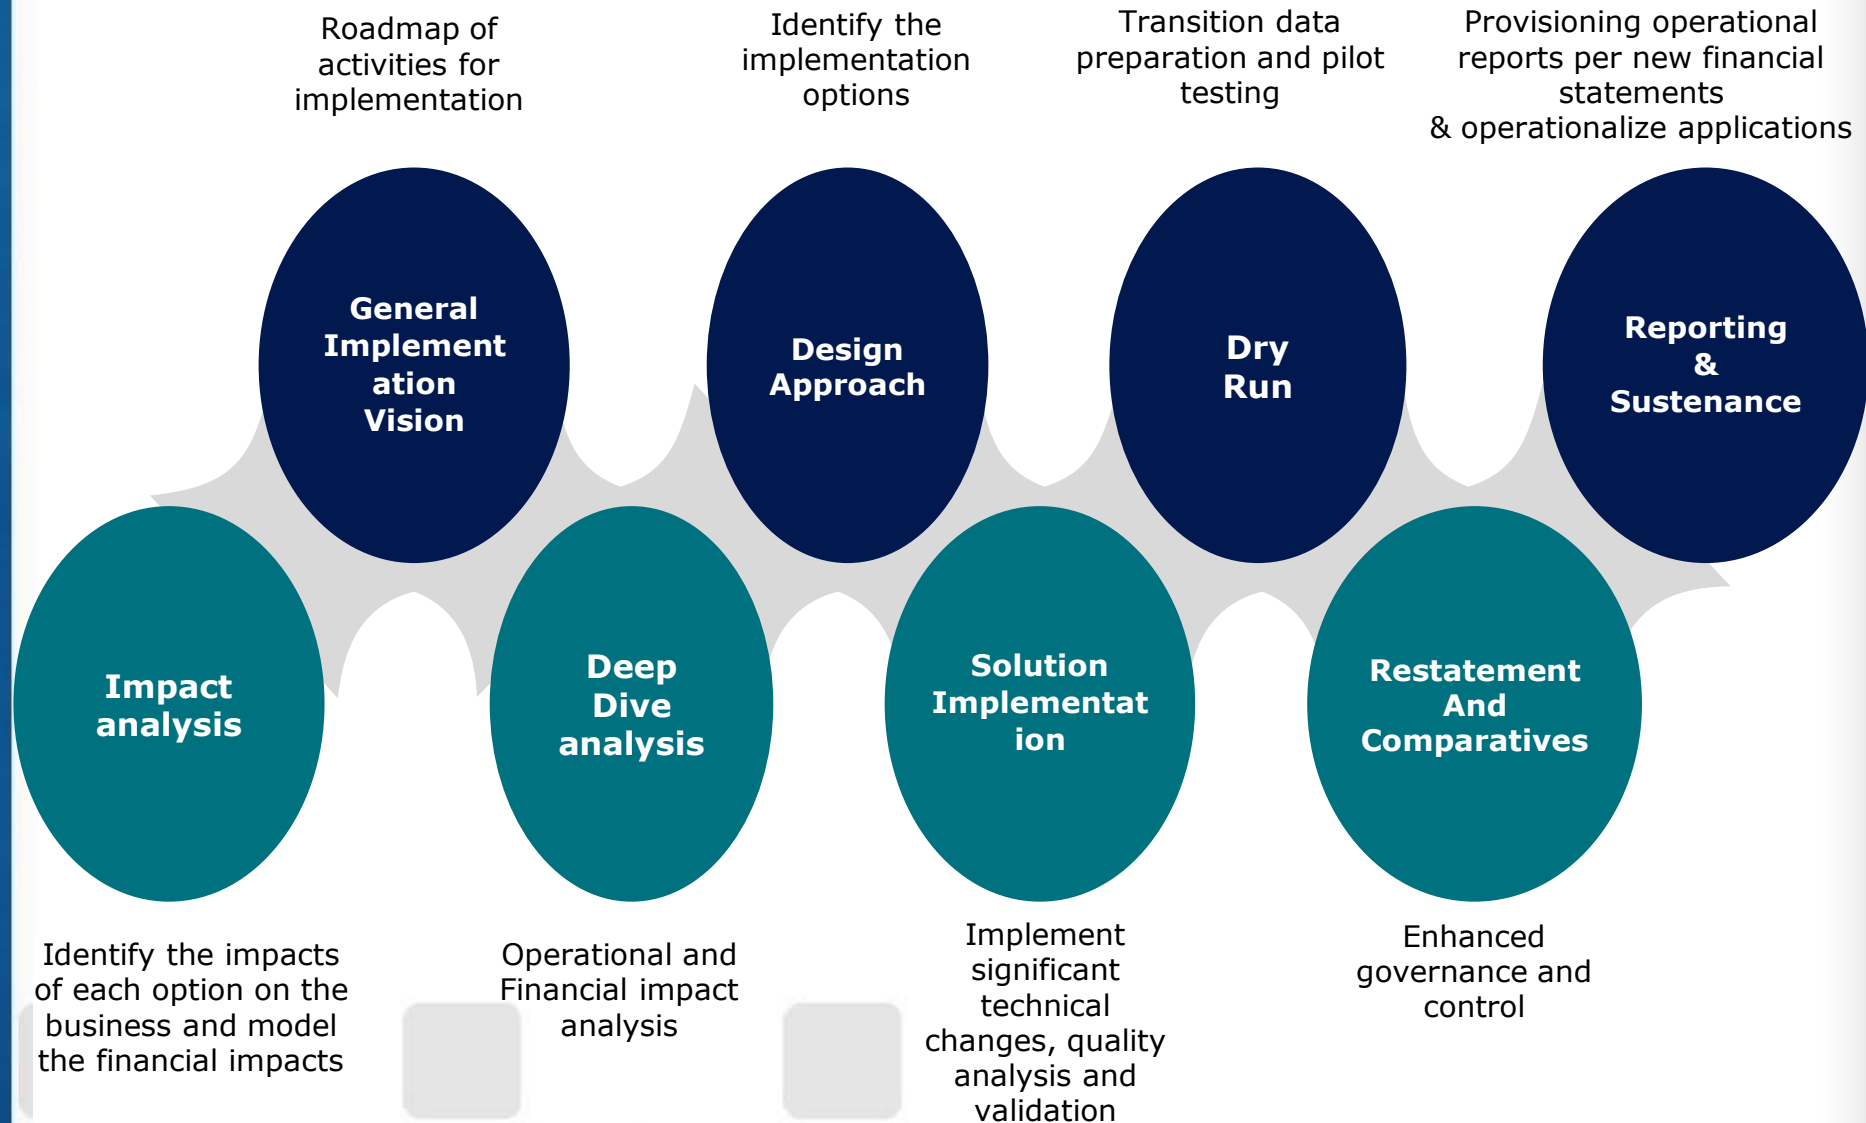 Roadmap of
activities for
implementation
Identify the
implementation
options
Transition data
preparation and pilot
testing
Provisioning operational
reports per new financial
statements
& operationalize applications
General
Implement
ation
Vision
Design
Approach
Dry
Run
Reporting
&
Sustenance
Impact
analysis
Deep
Dive
analysis
Solution
Implementat
ion
Restatement
And
Comparatives
Identify the impacts
of each option on the
business and model
the financial impacts
Operational and
Financial impact
analysis
Implement
significant
technical
changes, quality
analysis and
validation
Enhanced
governance and
control